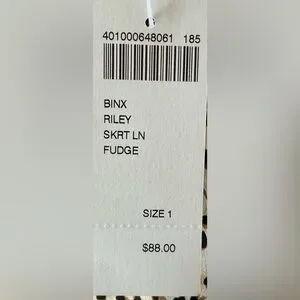 401000648061 185
BINX
RILEY
SKRT LN
FUDGE
SIZE 1
$88.00